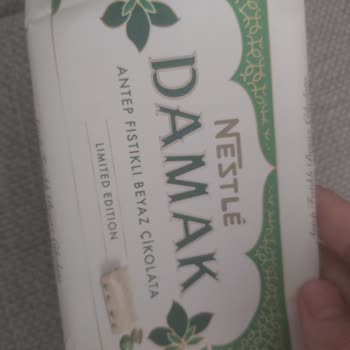 NESTLÉ
DAMAK
ANTEP FISTIKLI BEYAZ ÇİKOLATA
LIMITED EDITION